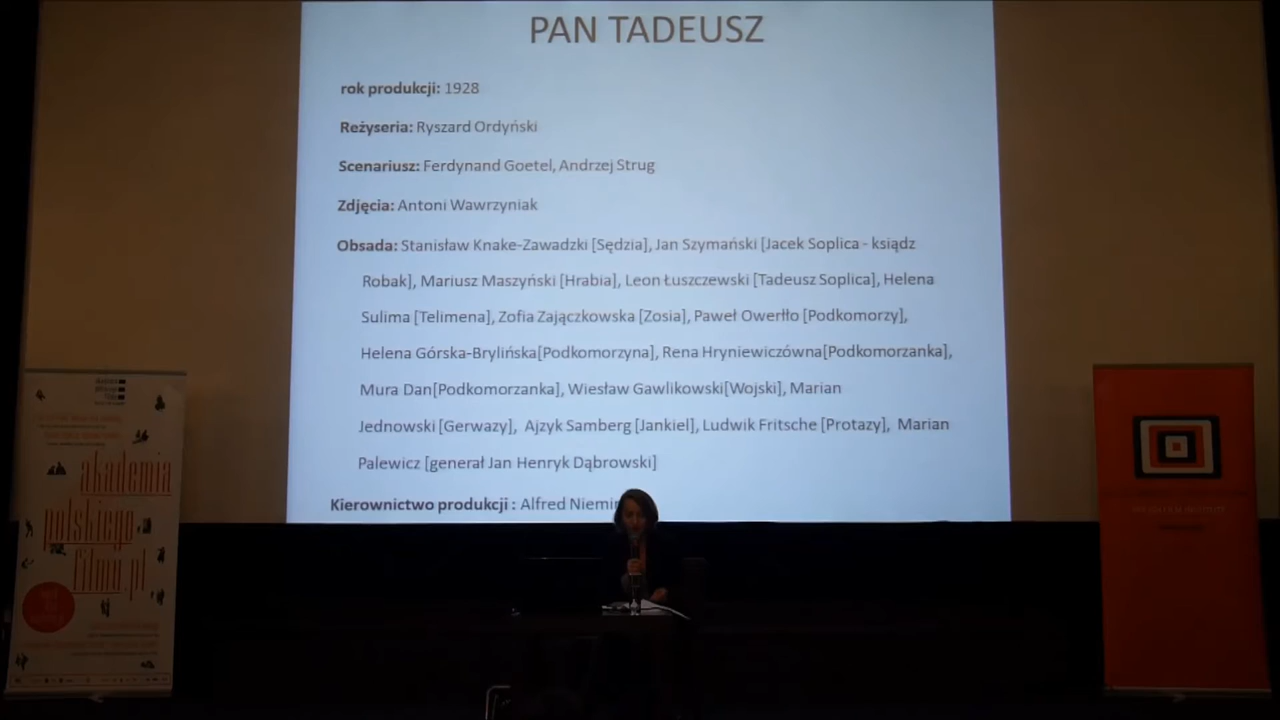 PAN TADEUSZ
rok produkcji: 1928
Reżyseria: Ryszard Ordyński
Scenariusz: Ferdynand Goetel, Andrzej Strug
Zdjęcia: Antoni Wawrzyniak
Obsada: Stanisław Knake-Zawadzki [Sędzia], Jan Szymański [Jacek Soplica - ksiądz
Robak], Mariusz Maszyński [Hrabia], Leon Łuszczewski [Tadeusz Soplica], Helena
Sulima [Telimena], Zofia Zajączkowska [Zosia], Paweł Owerłło [Podkomorzy],
Helena Górska-Brylińska[Podkomorzyna], Rena Hryniewiczówna[Podkomorzanka],
Mura Dan[Podkomorzanka], Wiesław Gawlikowski[Wojski], Marian
Jednowski [Gerwazy], Ajzyk Samberg [Jankiel], Ludwik Fritsche [Protazy], Marian
Palewicz [generał Jan Henryk Dąbrowski]
Kierownictwo produkcji : Alfred
akademia
polskiego
filmu.pl